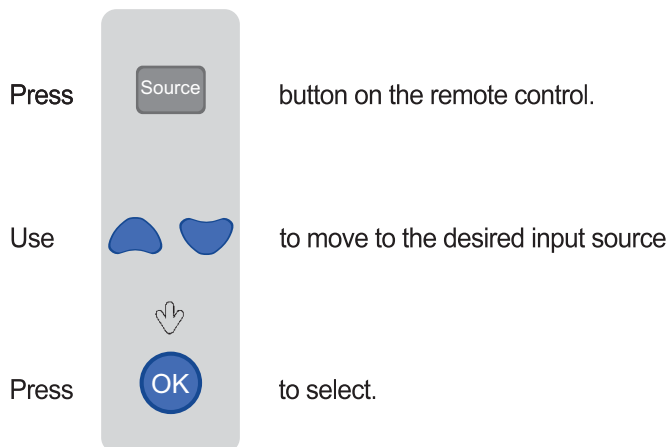 Press Source button on the remote control.
Use to move to the desired input source
Press OK to select.